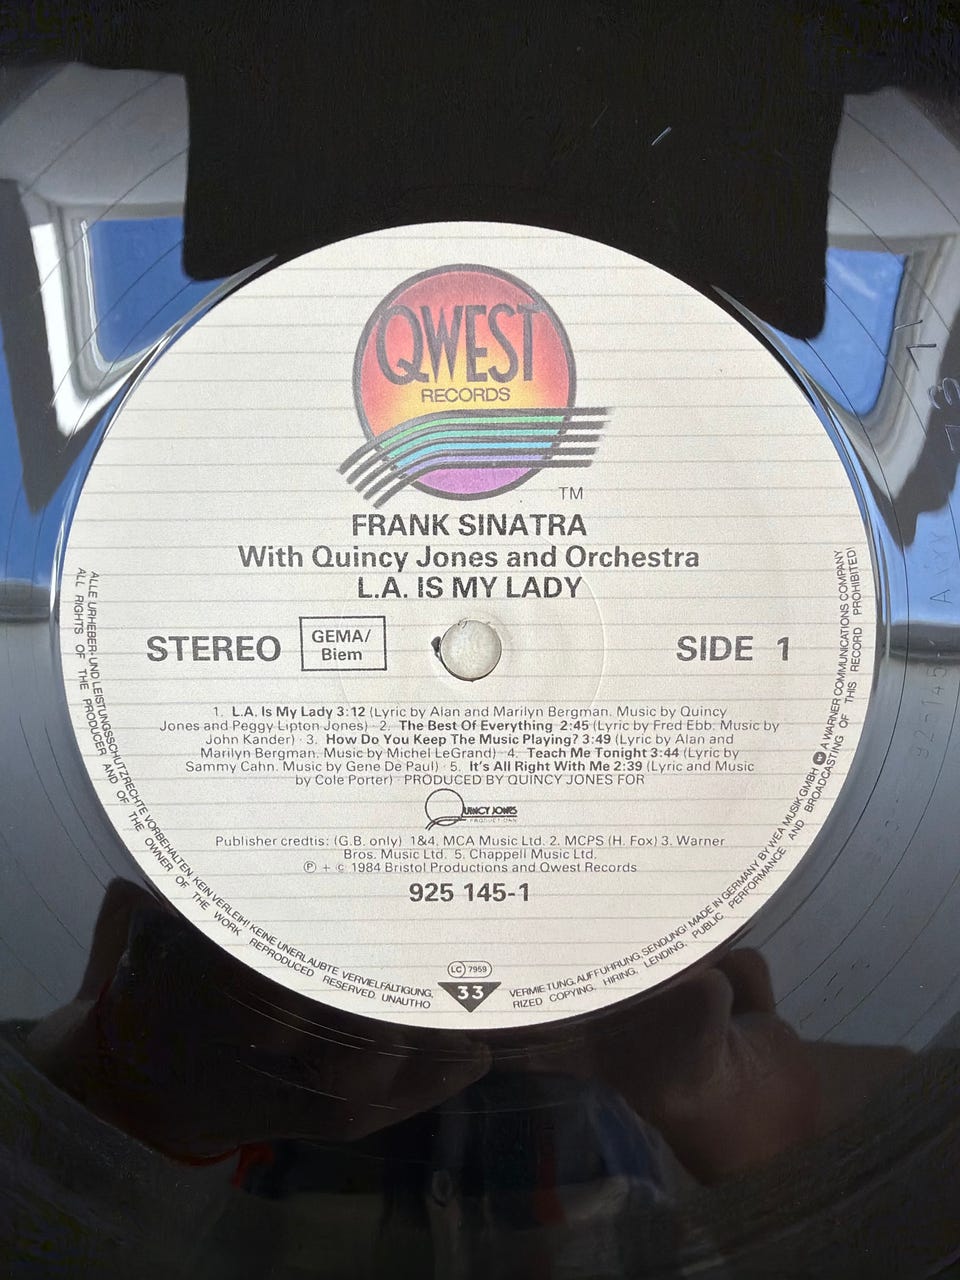 QWEST
RECORDS
TM
FRANK SINATRA
With Quincy Jones and Orchestra
L.A. IS MY LADY
STEREO
GEMA/
Biem
SIDE 1
1. L.A. Is My Lady 3:12 (Lyric by Alan and Marilyn Bergman. Music by Quincy
Jones and Peggy Lipton Jones) · 2. The Best Of Everything 2:45 (Lyric by Fred Ebb. Music by
John Kander) · 3. How Do You Keep The Music Playing? 3:49 (Lyric by Alan and
Marilyn Bergman. Music by Michel LeGrand) · 4. Teach Me Tonight 3:44 (Lyric by
Sammy Cahn. Music by Gene De Paul) · 5. It's All Right With Me 2:39 (Lyric and Music
by Cole Porter) · PRODUCED BY QUINCY JONES FOR
QUINCY JONES
PRODUCTIONS
Publisher credtis: (G.B. only) 1&4. MCA Music Ltd. 2. MCPS (H. Fox) 3. Warner
Bros. Music Ltd. 5. Chappell Music Ltd.
℗ + © 1984 Bristol Productions and Qwest Records
925 145-1
LC 7959
33
ALLE URHEBER- UND LEISTUNGSSCHUTZRECHTE VORBEHALTEN. KEIN VERLEIH! KEINE UNERLAUBTE VERVIELFÄLTIGUNG, VERMIETUNG, AUFFÜHRUNG, SENDUNG! MADE IN GERMANY BY WEA MUSIK GMBH A WARNER COMMUNICATIONS COMPANY
ALL RIGHTS OF THE PRODUCER AND OF THE OWNER OF THE WORK REPRODUCED RESERVED. UNAUTHORIZED COPYING, HIRING, LENDING, PUBLIC PERFORMANCE AND BROADCASTING OF THIS RECORD PROHIBITED!